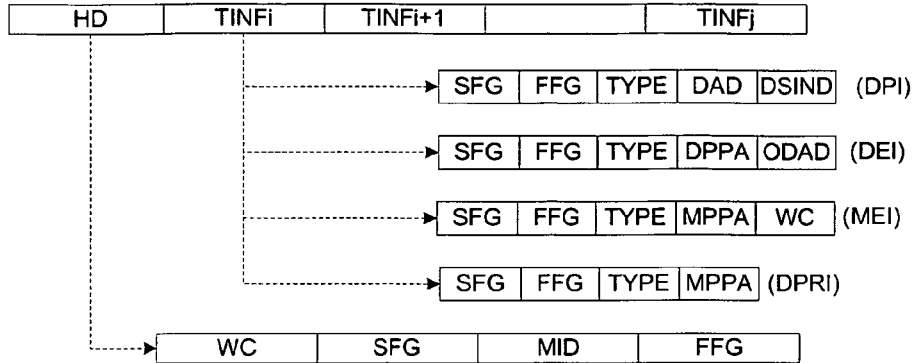 HD TINFi TINFi+1 TINFj
SFG FFG TYPE DAD DSIND (DPI)
SFG FFG TYPE DPPA ODAD (DEI)
SFG FFG TYPE MPPA WC (MEI)
SFG FFG TYPE MPPA (DPRI)
WC SFG MID FFG